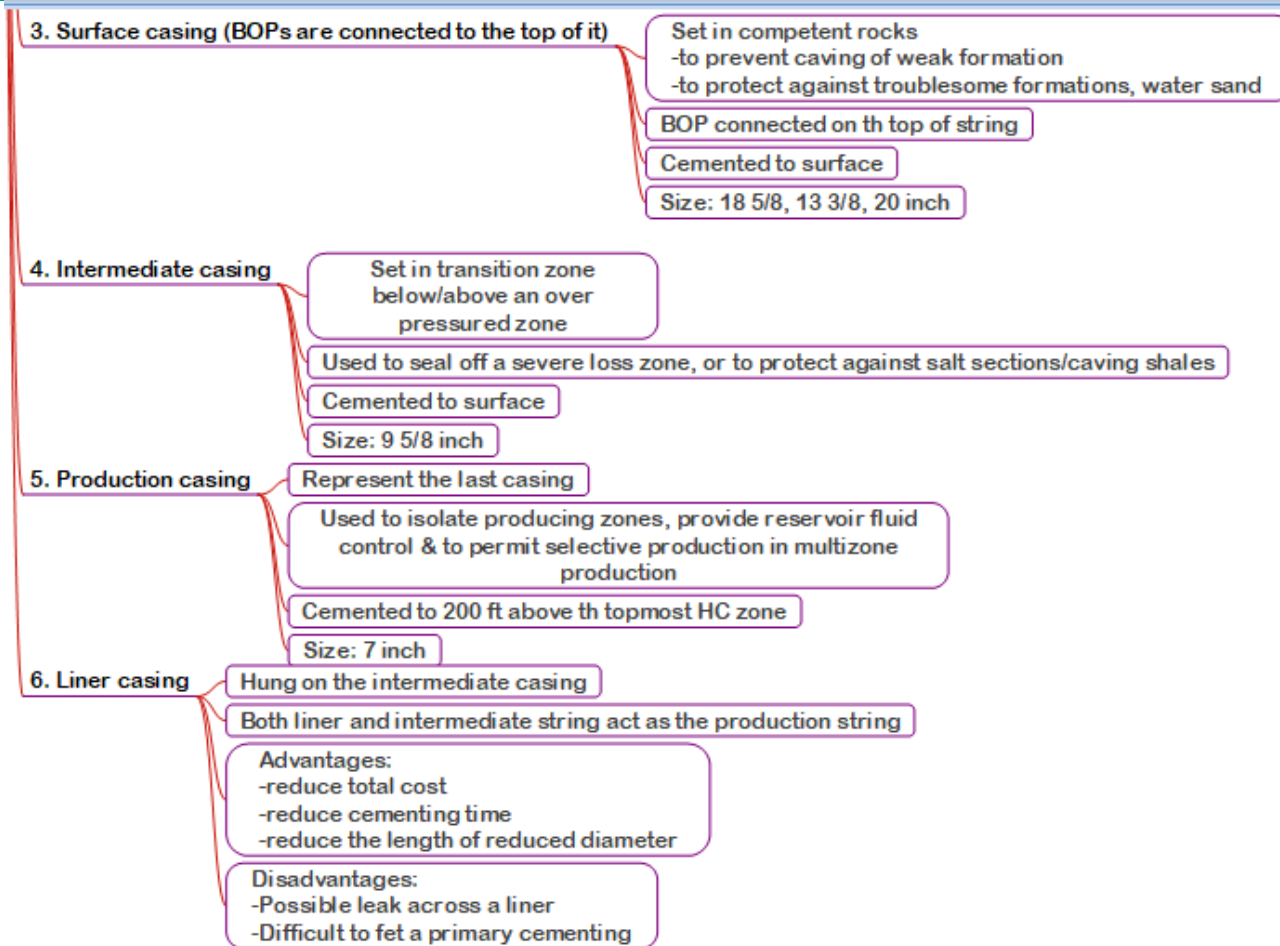 3. Surface casing (BOPs are connected to the top of it)
Set in competent rocks
-to prevent caving of weak formation
-to protect against troublesome formations, water sand
BOP connected on th top of string
Cemented to surface
Size: 18 5/8, 13 3/8, 20 inch
4. Intermediate casing
Set in transition zone
below/above an over
pressured zone
Used to seal off a severe loss zone, or to protect against salt sections/caving shales
Cemented to surface
Size: 9 5/8 inch
5. Production casing
Represent the last casing
Used to isolate producing zones, provide reservoir fluid
control & to permit selective production in multizone
production
Cemented to 200 ft above th topmost HC zone
Size: 7 inch
6. Liner casing
Hung on the intermediate casing
Both liner and intermediate string act as the production string
Advantages:
-reduce total cost
-reduce cementing time
-reduce the length of reduced diameter
Disadvantages:
-Possible leak across a liner
-Difficult to fet a primary cementing